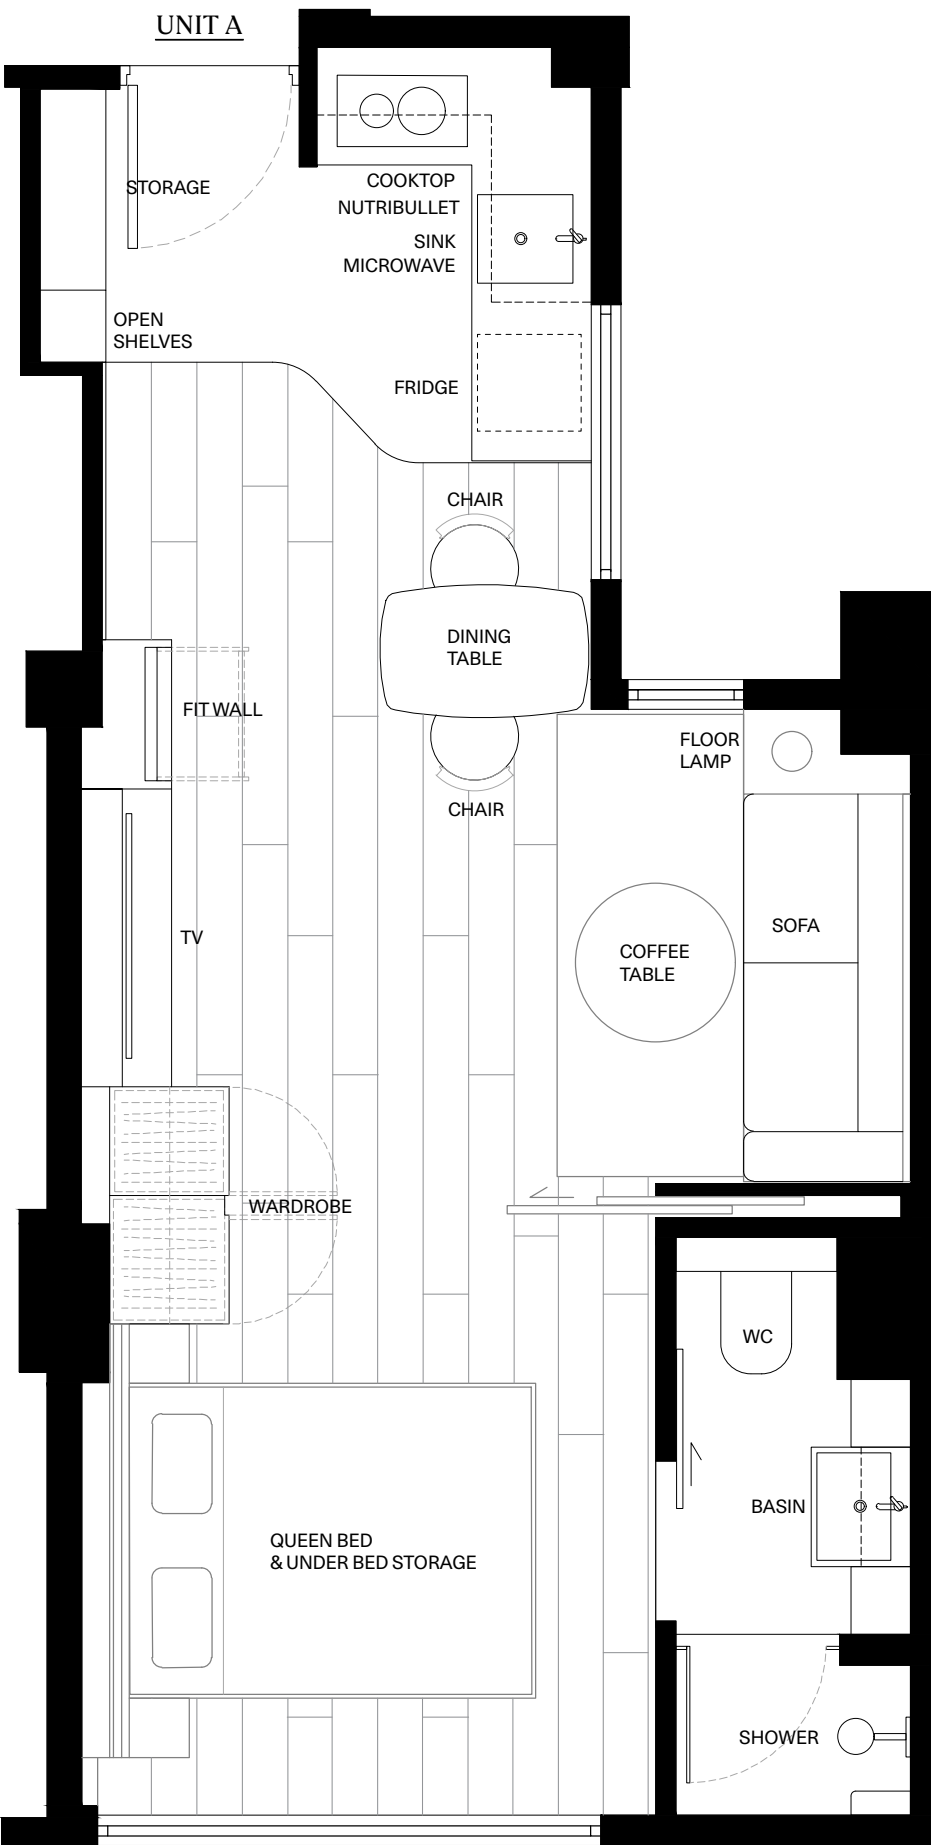 UNIT A
STORAGE
COOKTOP
NUTRIBULLET
SINK
MICROWAVE
OPEN
SHELVES
FRIDGE
CHAIR
DINING
TABLE
FIT WALL
FLOOR
LAMP
CHAIR
SOFA
TV
COFFEE
TABLE
WARDROBE
WC
BASIN
QUEEN BED
& UNDER BED STORAGE
SHOWER